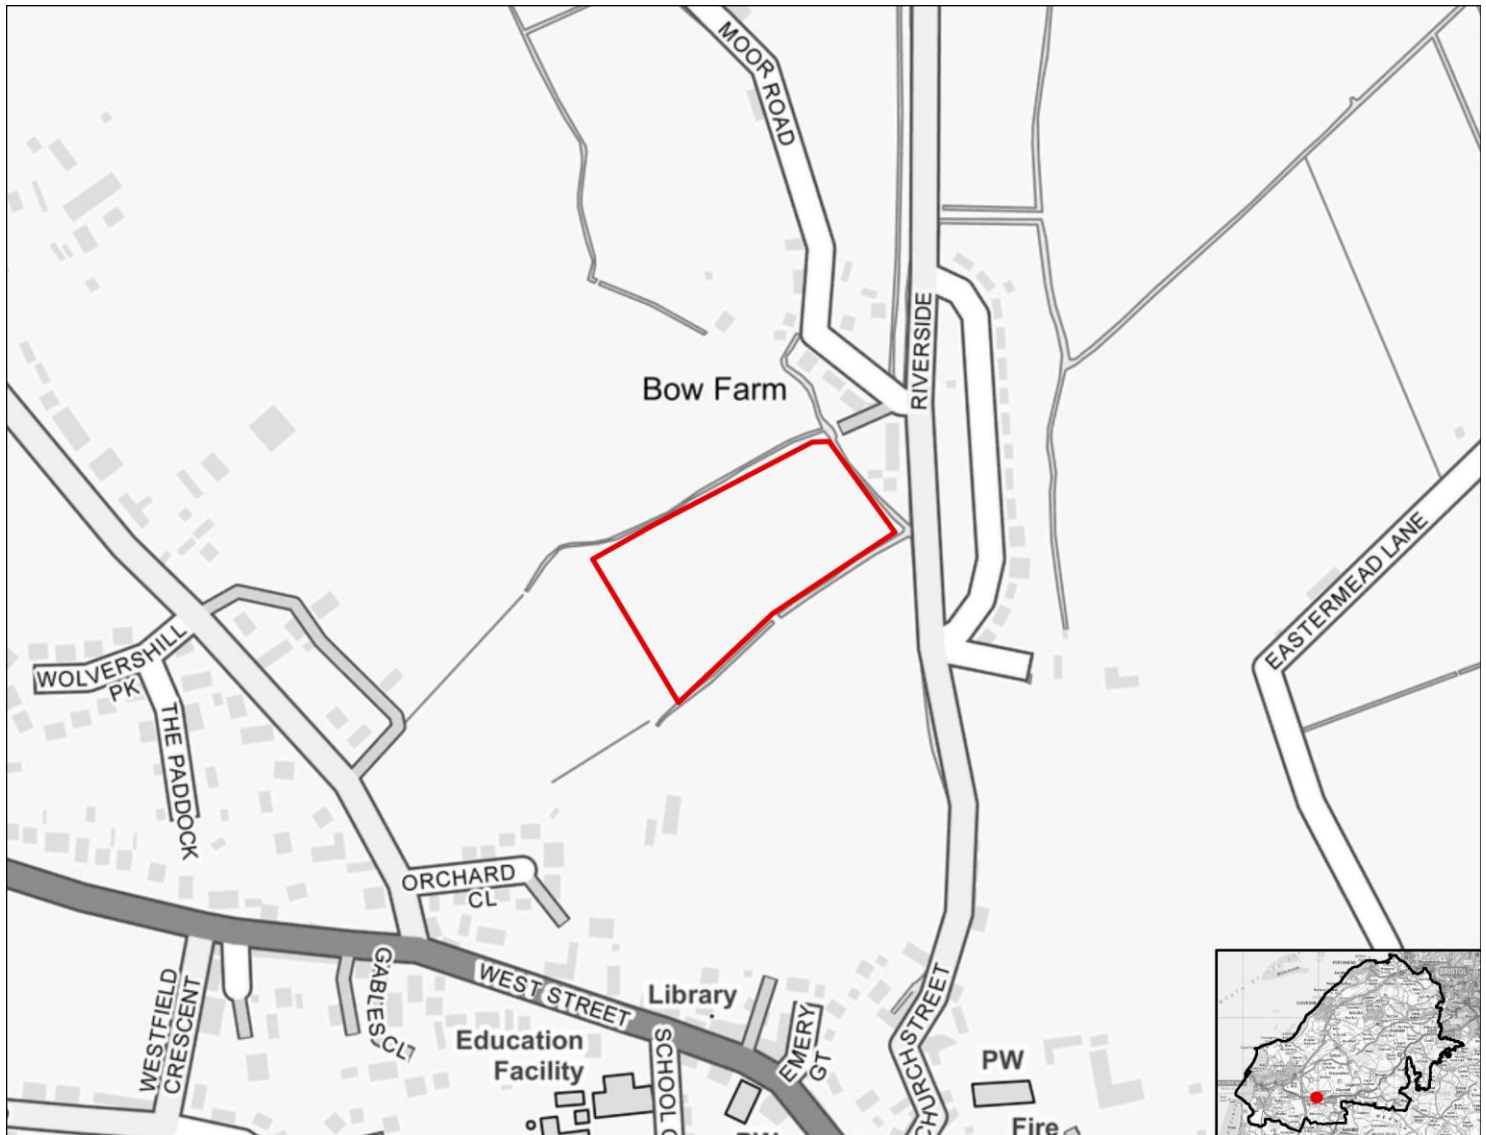 MOOR ROAD
RIVERSIDE
Bow Farm
EASTERMEAD LANE
WOLVERSHILL
PK
THE PADDOCK
ORCHARD
CL
WEST STREET
GABLES CL
WESTFIELD
CRESCENT
Library
Education
Facility
SCHOOL
EMERY
GT
CHURCH STREET
PW
Fire
BRISTOL